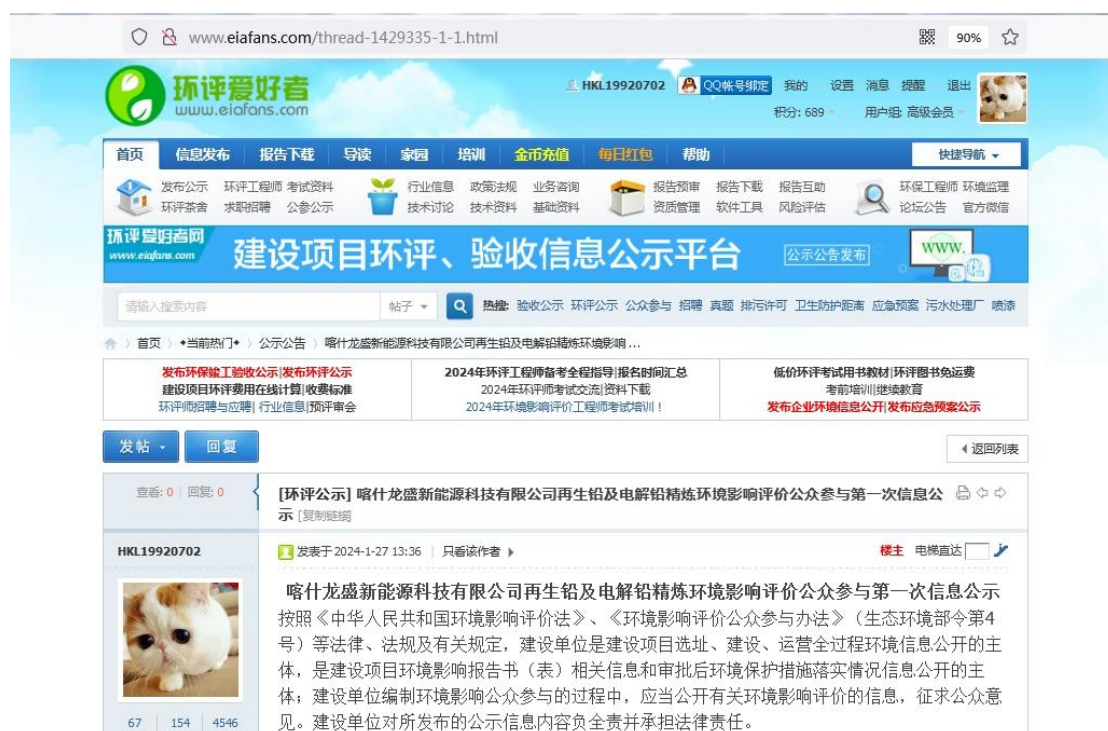 www.eiafans.com/thread-1429335-1-1.html 90%
环评爱好者
www.eiafans.com
HKL19920702 QQ帐号绑定 我的 设置 消息 提醒 退出
积分: 689 用户组: 高级会员
首页 信息发布 报告下载 导读 家园 培训 金币充值 每日红包 帮助 快捷导航
发布公示 环评工程师 考试资料 行业信息 政策法规 业务咨询 报告预审 报告下载 报告互助 环保工程师 环境监理
环评茶舍 求职招聘 公参公示 技术讨论 技术资料 基础资料 资质管理 软件工具 风险评估 论坛公告 官方微信
环评爱好者网
www.eiafans.com
建设项目环评、验收信息公示平台 公示公告发布 www.
请输入搜索内容 帖子 热搜: 验收公示 环评公示 公众参与 招聘 真题 排污许可 卫生防护距离 应急预案 污水处理厂 喷漆
首页 ◆当前热门◆ 公示公告 喀什龙盛新能源科技有限公司再生铅及电解铅精炼环境影响 ...
发布环保竣工验收公示|发布环评公示 2024年环评工程师备考全程指导|报名时间汇总 低价环评考试用书教材|环评图书免运费
建设项目环评费用在线计算|收费标准 2024年环评师考试交流|资料下载 考前培训|继续教育
环评师招聘与应聘| 行业信息|预评审会 2024年环境影响评价工程师考试培训！ 发布企业环境信息公开|发布应急预案公示
发帖 回复 返回列表
查看: 0 | 回复: 0 [环评公示] 喀什龙盛新能源科技有限公司再生铅及电解铅精炼环境影响评价公众参与第一次信息公
示 [复制链接]
HKL19920702 发表于 2024-1-27 13:36 | 只看该作者 楼主 电梯直达
喀什龙盛新能源科技有限公司再生铅及电解铅精炼环境影响评价公众参与第一次信息公示
按照《中华人民共和国环境影响评价法》、《环境影响评价公众参与办法》（生态环境部令第4
号）等法律、法规及有关规定，建设单位是建设项目选址、建设、运营全过程环境信息公开的主
体，是建设项目环境影响报告书（表）相关信息和审批后环境保护措施落实情况信息公开的主
体；建设单位编制环境影响公众参与的过程中，应当公开有关环境影响评价的信息，征求公众意
见。建设单位对所发布的公示信息内容负全责并承担法律责任。
67 154 4546